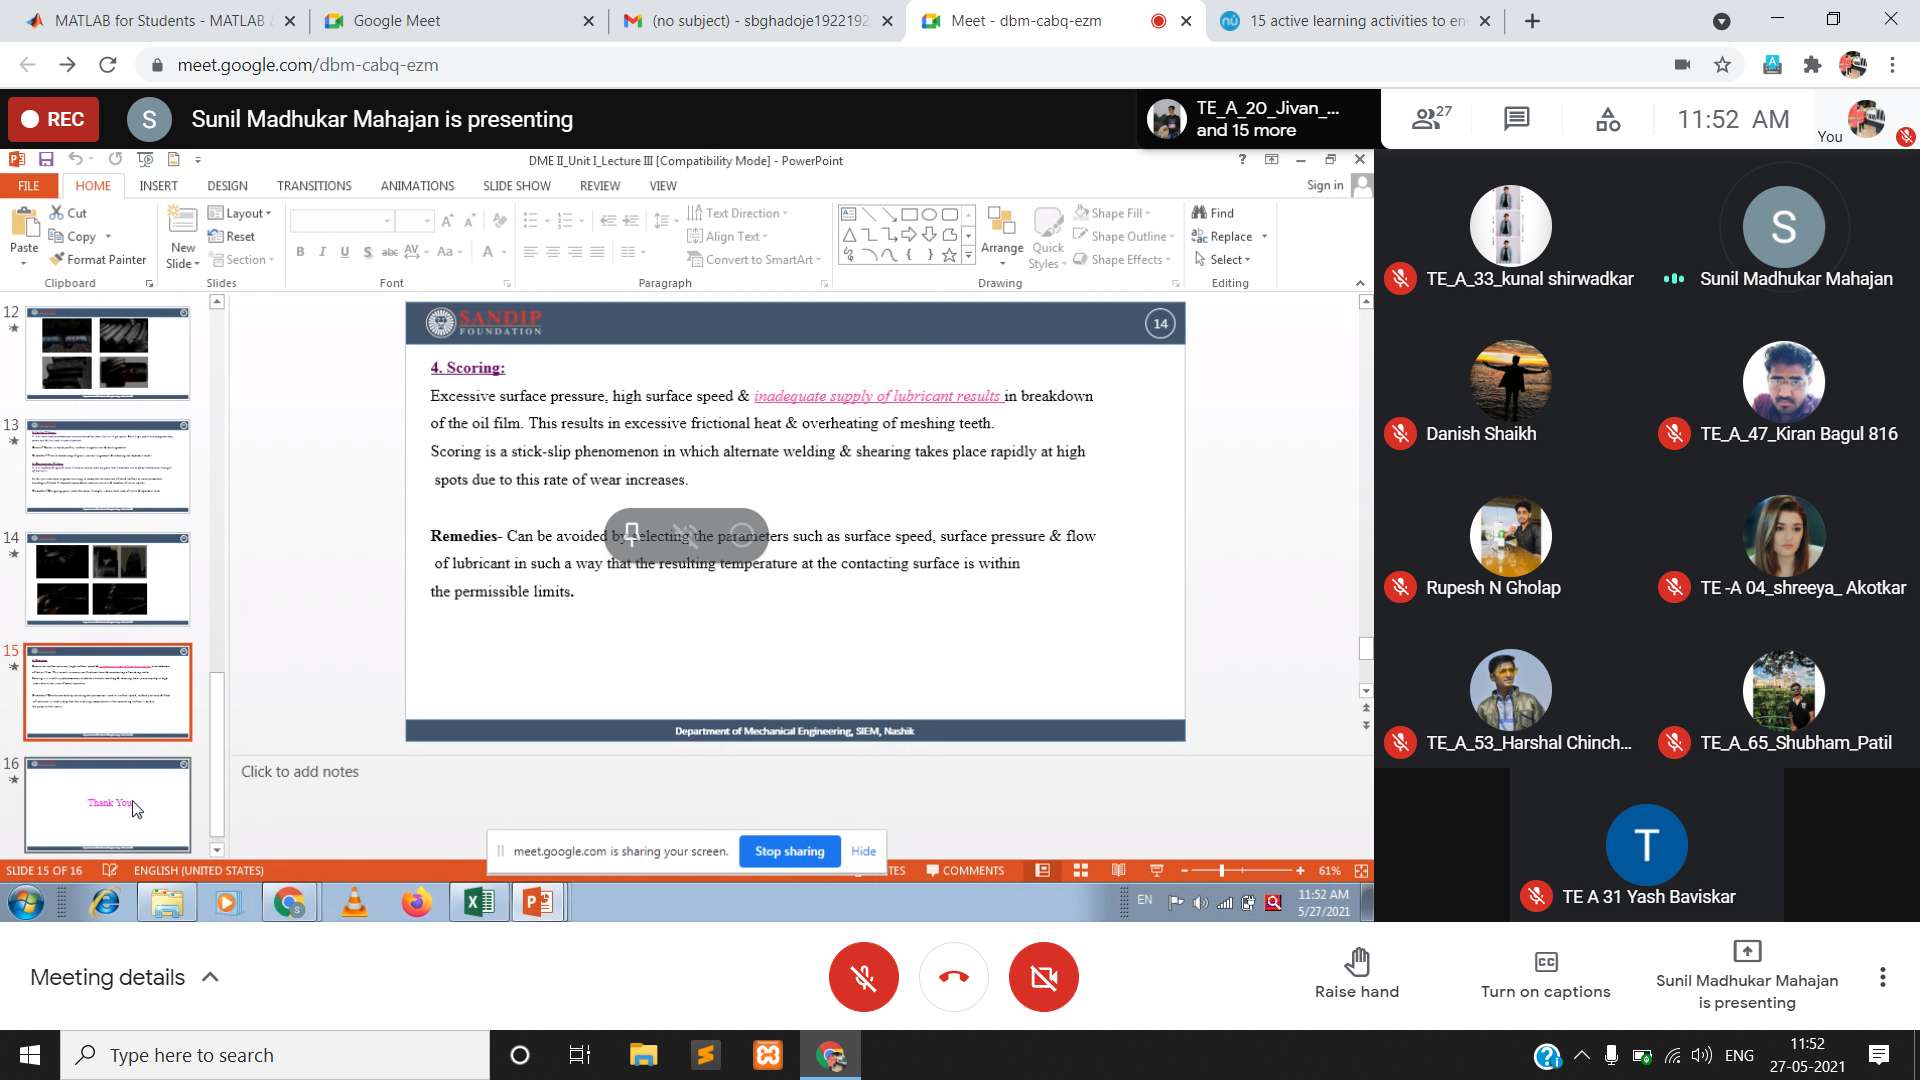 MATLAB for Students - MATLAB &
Google Meet
(no subject) - sbghadoje1922192
Meet - dbm-cabq-ezm
15 active learning activities to en
meet.google.com/dbm-cabq-ezm
REC
S
Sunil Madhukar Mahajan is presenting
TE_A_20_Jivan_...
and 15 more
27
11:52 AM
You
DME II_Unit I_Lecture III [Compatibility Mode] - PowerPoint
FILE
HOME
INSERT
DESIGN
TRANSITIONS
ANIMATIONS
SLIDE SHOW
REVIEW
VIEW
Sign in
Paste
Cut
Copy
Format Painter
Clipboard
New
Slide
Layout
Reset
Section
Slides
Font
Paragraph
Text Direction
Align Text
Convert to SmartArt
Arrange
Quick
Styles
Shape Fill
Shape Outline
Shape Effects
Drawing
Find
Replace
Select
Editing
12
13
14
15
16
Thank You
SANDIP
FOUNDATION
14
4. Scoring:
Excessive surface pressure, high surface speed & inadequate supply of lubricant results in breakdown
of the oil film. This results in excessive frictional heat & overheating of meshing teeth.
Scoring is a stick-slip phenomenon in which alternate welding & shearing takes place rapidly at high
spots due to this rate of wear increases.
Remedies- Can be avoided by selecting the parameters such as surface speed, surface pressure & flow
of lubricant in such a way that the resulting temperature at the contacting surface is within
the permissible limits.
Department of Mechanical Engineering, SIEM, Nashik
Click to add notes
meet.google.com is sharing your screen.
Stop sharing
Hide
SLIDE 15 OF 16
ENGLISH (UNITED STATES)
COMMENTS
61%
EN
11:52 AM
5/27/2021
TE_A_33_kunal shirwadkar
S
Sunil Madhukar Mahajan
Danish Shaikh
TE_A_47_Kiran Bagul 816
Rupesh N Gholap
TE -A 04_shreeya_ Akotkar
TE_A_53_Harshal Chinch...
TE_A_65_Shubham_Patil
T
TE A 31 Yash Baviskar
Meeting details
Raise hand
CC
Turn on captions
Sunil Madhukar Mahajan
is presenting
Type here to search
ENG
11:52
27-05-2021